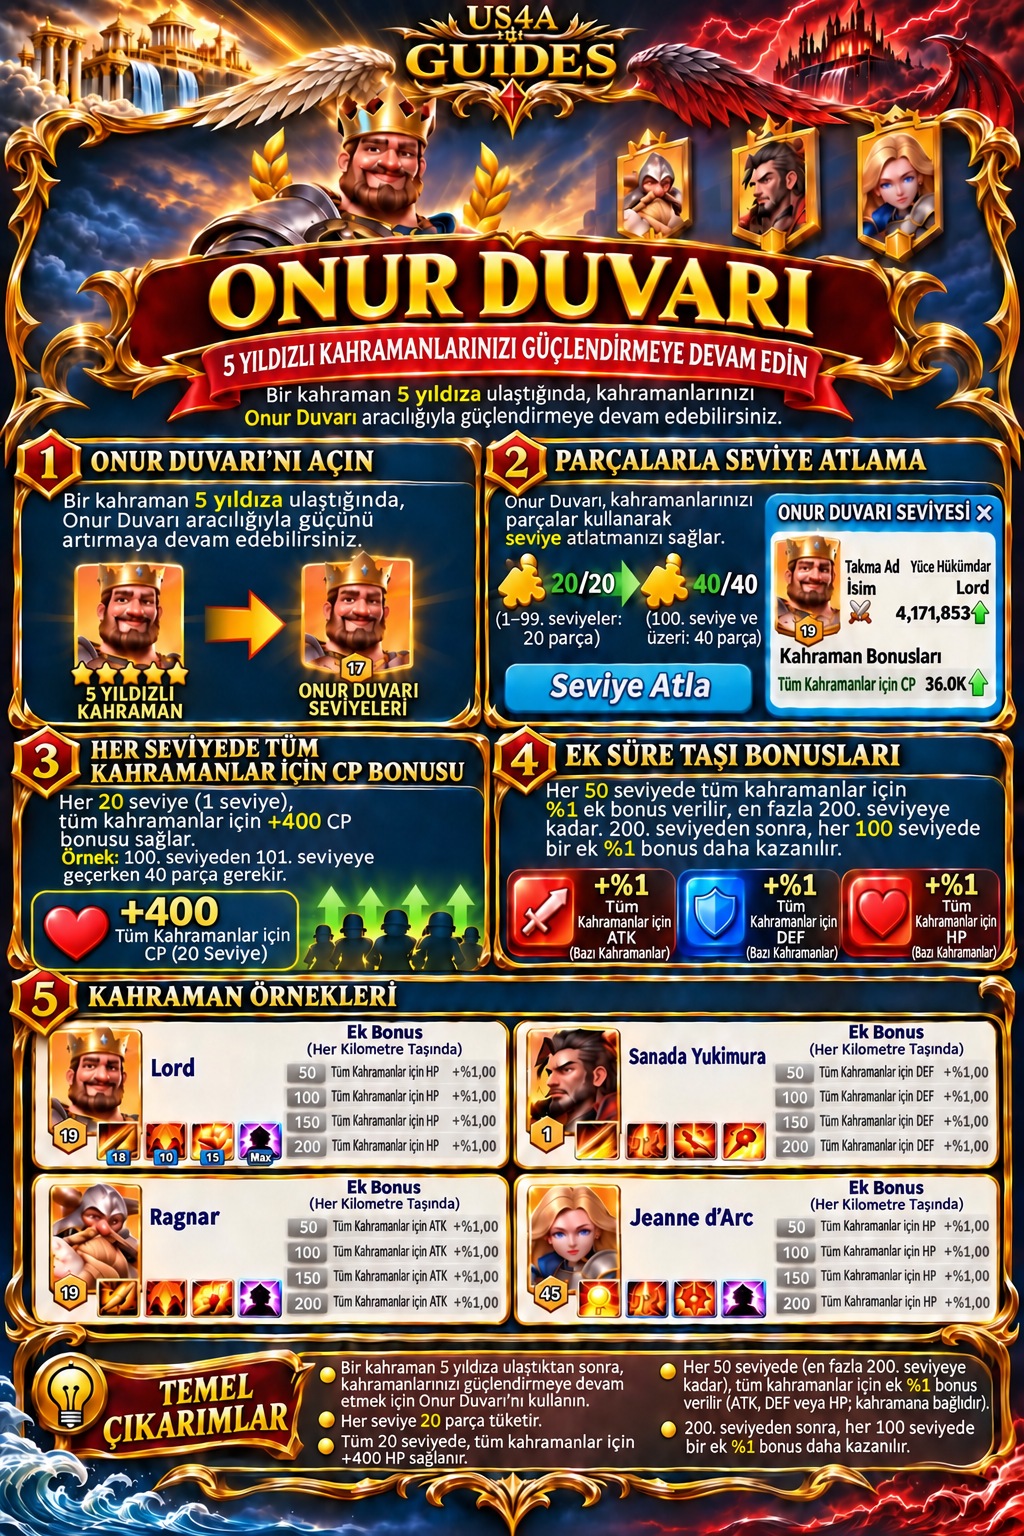 US4A
GUIDES
ONUR DUVARI
5 YILDIZLI KAHRAMANLARINIZI GÜÇLENDİRMEYE DEVAM EDİN
Bir kahraman 5 yıldıza ulaştığında, kahramanlarınızı
Onur Duvarı aracılığıyla güçlendirmeye devam edebilirsiniz.
1 ONUR DUVARI'NI AÇIN
Bir kahraman 5 yıldıza ulaştığında,
Onur Duvarı aracılığıyla güçünü
artırmaya devam edebilirsiniz.
17
5 YILDIZLI
KAHRAMAN
ONUR DUVARI
SEVİYELERİ
2 PARÇALARLA SEVİYE ATLAMA
Onur Duvarı, kahramanlarınızı
parçalar kullanarak
seviye atlatmanızı sağlar.
20/20 40/40
(1–99. seviyeler:
20 parça)
(100. seviye ve
üzeri: 40 parça)
Seviye Atla
ONUR DUVARI SEVİYESİ X
Takma Ad Yüce Hükümdar
İsim Lord
4,171,853
19
Kahraman Bonusları
Tüm Kahramanlar için CP 36.0K
3 HER SEVİYEDE TÜM
KAHRAMANLAR İÇİN CP BONUSU
Her 20 seviye (1 seviye),
tüm kahramanlar için +400 CP
bonusu sağlar.
Örnek: 100. seviyeden 101. seviyeye
geçerken 40 parça gerekir.
+400
Tüm Kahramanlar için
CP (20 Seviye)
4 EK SÜRE TAŞI BONUSLARI
Her 50 seviyede tüm kahramanlar için
%1 ek bonus verilir, en fazla 200. seviyeye
kadar. 200. seviyeden sonra, her 100 seviyede
bir ek %1 bonus daha kazanılır.
+%1
Tüm
Kahramanlar için
ATK
(Bazı Kahramanlar)
+%1
Tüm
Kahramanlar için
DEF
(Bazı Kahramanlar)
+%1
Tüm
Kahramanlar için
HP
(Bazı Kahramanlar)
5 KAHRAMAN ÖRNEKLERİ
Lord
19
18 10 15 Max
Ek Bonus
(Her Kilometre Taşında)
50 Tüm Kahramanlar için HP +%1,00
100 Tüm Kahramanlar için HP +%1,00
150 Tüm Kahramanlar için HP +%1,00
200 Tüm Kahramanlar için HP +%1,00
Sanada Yukimura
1
Ek Bonus
(Her Kilometre Taşında)
50 Tüm Kahramanlar için DEF +%1,00
100 Tüm Kahramanlar için DEF +%1,00
150 Tüm Kahramanlar için DEF +%1,00
200 Tüm Kahramanlar için DEF +%1,00
Ragnar
19
Ek Bonus
(Her Kilometre Taşında)
50 Tüm Kahramanlar için ATK +%1,00
100 Tüm Kahramanlar için ATK +%1,00
150 Tüm Kahramanlar için ATK +%1,00
200 Tüm Kahramanlar için ATK +%1,00
Jeanne d'Arc
45
Ek Bonus
(Her Kilometre Taşında)
50 Tüm Kahramanlar için HP +%1,00
100 Tüm Kahramanlar için HP +%1,00
150 Tüm Kahramanlar için HP +%1,00
200 Tüm Kahramanlar için HP +%1,00
TEMEL
ÇIKARIMLAR
Bir kahraman 5 yıldıza ulaştıktan sonra,
kahramanlarınızı güçlendirmeye devam
etmek için Onur Duvarı'nı kullanın.
Her seviye 20 parça tüketir.
Tüm 20 seviyede, tüm kahramanlar için
+400 HP sağlanır.
Her 50 seviyede (en fazla 200. seviyeye
kadar), tüm kahramanlar için ek %1 bonus
verilir (ATK, DEF veya HP; kahramana bağlıdır).
200. seviyeden sonra, her 100 seviyede
bir ek %1 bonus daha kazanılır.